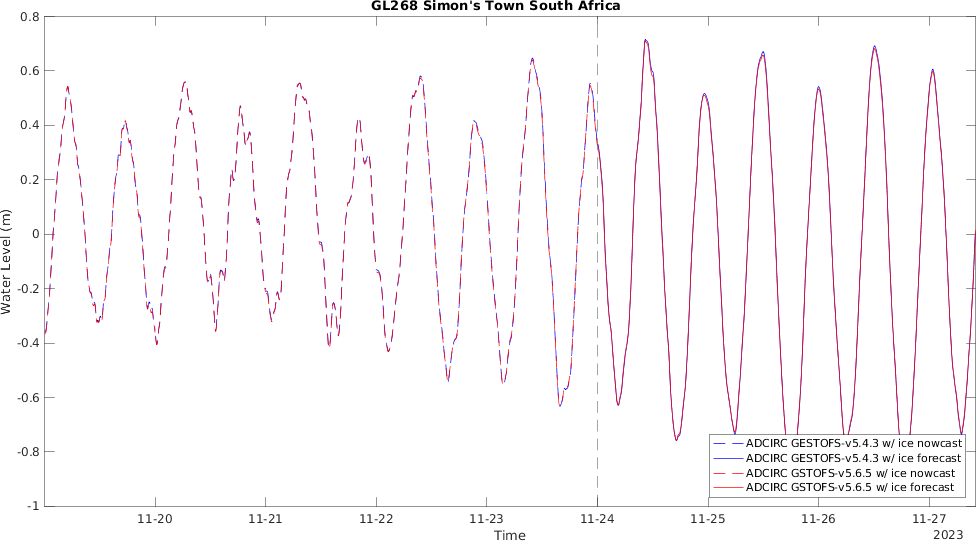 GL268 Simon's Town South Africa
0.8
0.6
0.4
0.2
0
-0.2
-0.4
-0.6
-0.8
-1
Water Level (m)
ADCIRC GESTOFS-v5.4.3 w/ ice nowcast
ADCIRC GESTOFS-v5.4.3 w/ ice forecast
ADCIRC GSTOFS-v5.6.5 w/ ice nowcast
ADCIRC GSTOFS-v5.6.5 w/ ice forecast
11-20 11-21 11-22 11-23 11-24 11-25 11-26 11-27
Time
2023